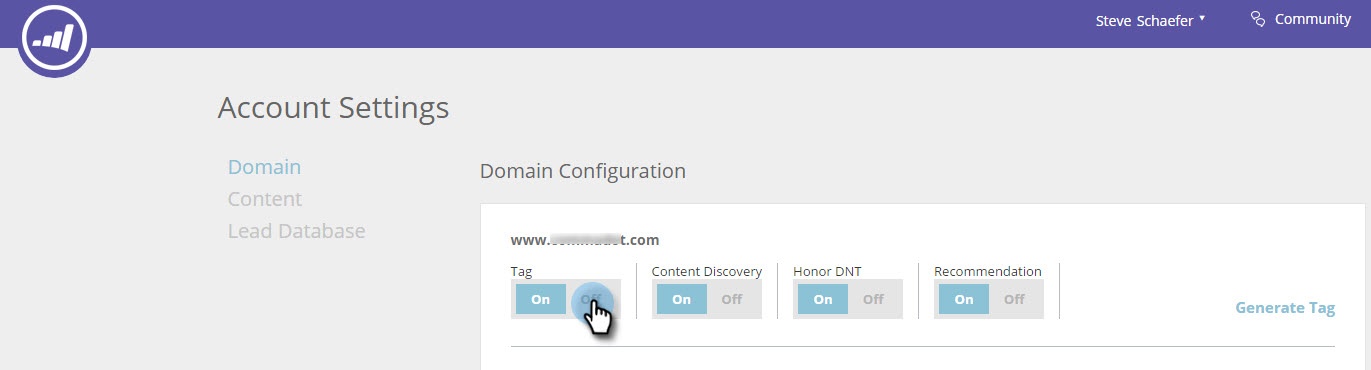 Steve Schaefer
Community
Account Settings
Domain
Content
Lead Database
Domain Configuration
www. .com
Tag
Content Discovery
Honor DNT
Recommendation
On Off
On Off
On Off
On Off
Generate Tag